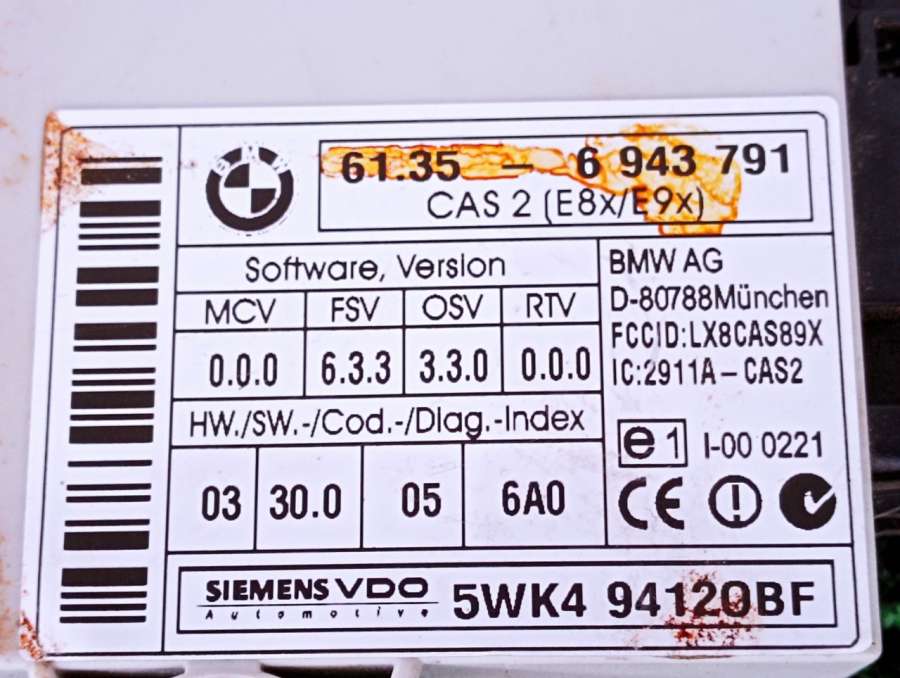 BMW
61.35 - 6 943 791
CAS 2 (E8x/E9x)
Software, Version
MCV FSV OSV RTV
0.0.0 6.3.3 3.3.0 0.0.0
HW./SW.-/Cod.-/Diag.-Index
03 30.0 05 6A0
BMW AG
D-80788München
FCCID:LX8CAS89X
IC:2911A-CAS2
e1 I-00 0221
CE
SIEMENS VDO
Automotive
5WK4 94120BF